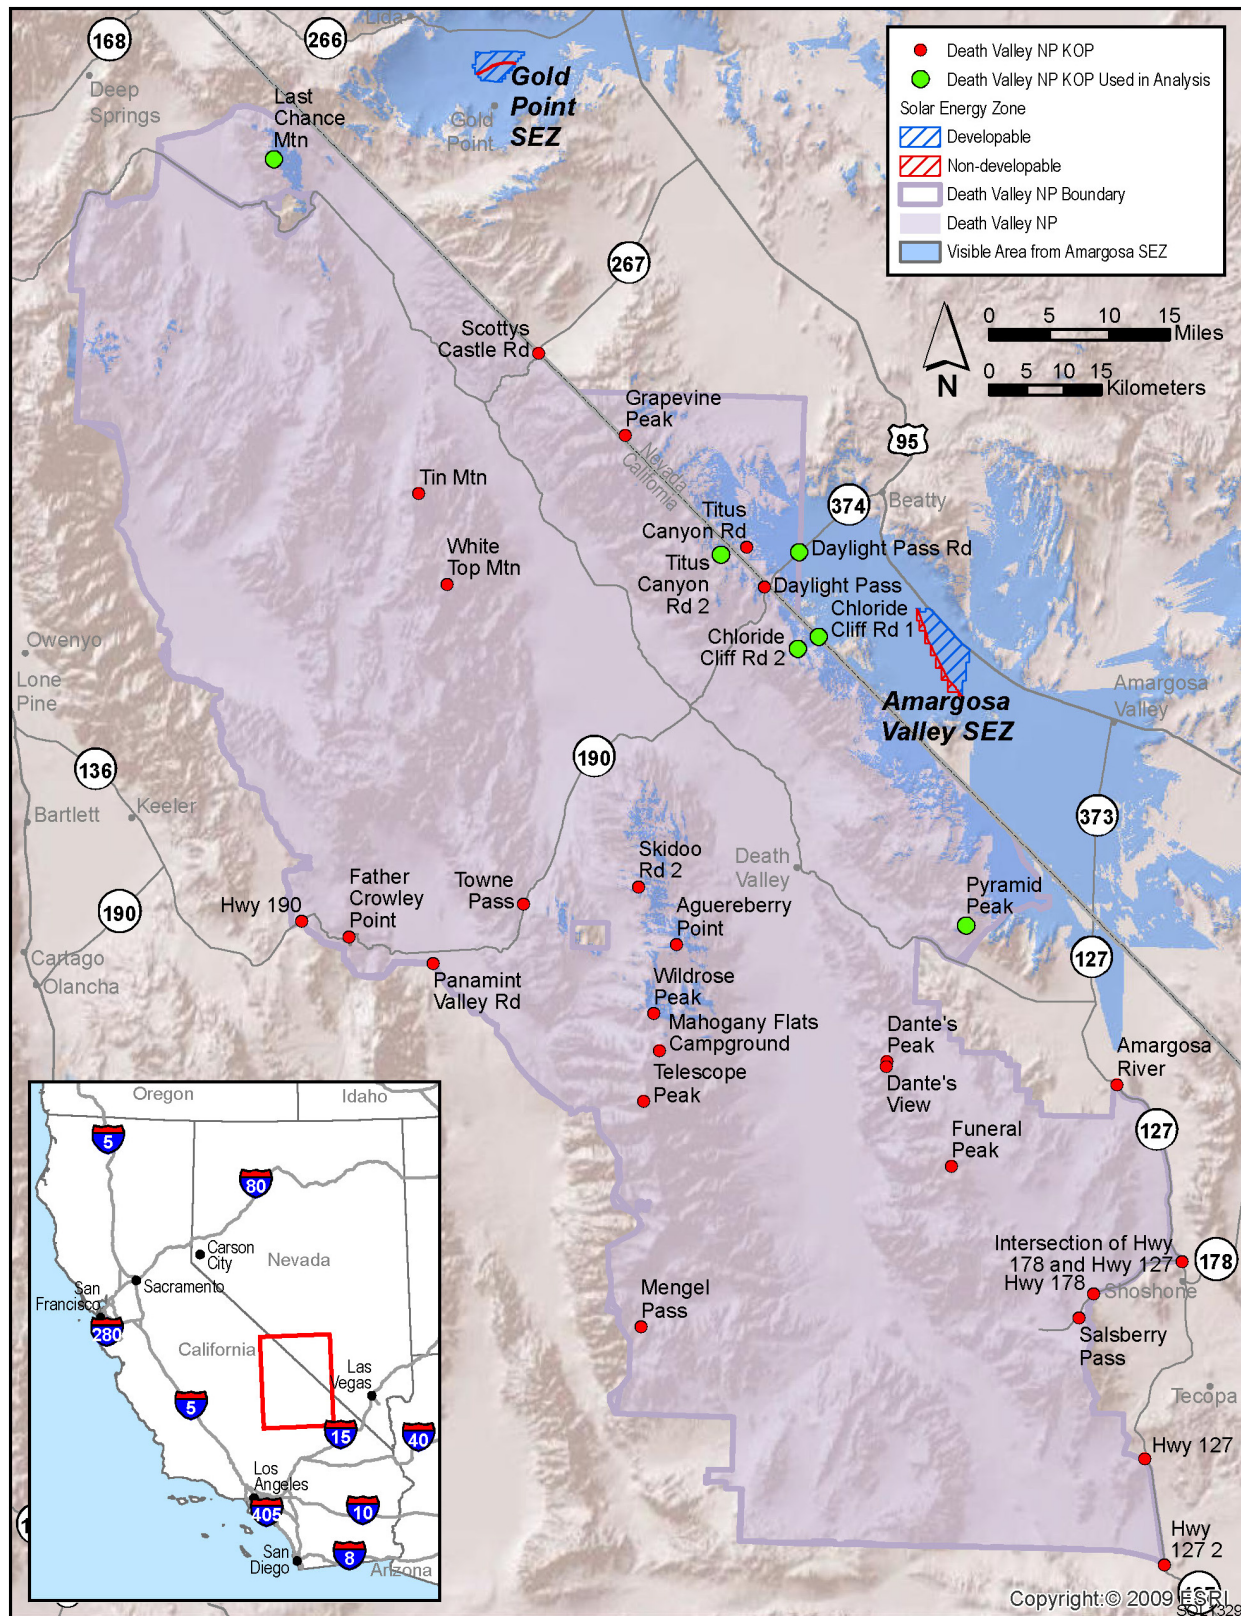 168
266
Lida
Deep
Springs
Last
Chance
Mtn
Gold
Point
Gold
Point
SEZ
Death Valley NP KOP
Death Valley NP KOP Used in Analysis
Solar Energy Zone
Developable
Non-developable
Death Valley NP Boundary
Death Valley NP
Visible Area from Amargosa SEZ
0 5 10 15
Miles
0 5 10 15
Kilometers
N
267
Scottys
Castle Rd
Grapevine
Peak
Nevada
California
95
Tin Mtn
374
Beatty
Titus
Canyon Rd
White
Top Mtn
Daylight Pass Rd
Titus
Canyon
Rd 2
Daylight Pass
Chloride
Cliff Rd 1
Chloride
Cliff Rd 2
Owenyo
Lone
Pine
Amargosa
Valley SEZ
Amargosa
Valley
136
190
Bartlett
Keeler
373
Skidoo
Rd 2
Death
Valley
Father
Crowley
Point
Towne
Pass
Pyramid
Peak
190
Hwy 190
Aguereberry
Point
Cartago
Olancha
127
Panamint
Valley Rd
Wildrose
Peak
Mahogany Flats
Campground
Dante's
Peak
Amargosa
River
Telescope
Peak
Dante's
View
Funeral
Peak
127
Intersection of Hwy
178 and Hwy 127
178
Hwy 178
Shoshone
Mengel
Pass
Salsberry
Pass
Tecopa
Hwy 127
Hwy
127 2
Oregon
Idaho
5
80
Carson
City
Nevada
Sacramento
San
Francisco
280
California
Las
Vegas
5
15
40
Los
Angeles
405
10
San
Diego
8
Arizona
Copyright:© 2009 ESRI